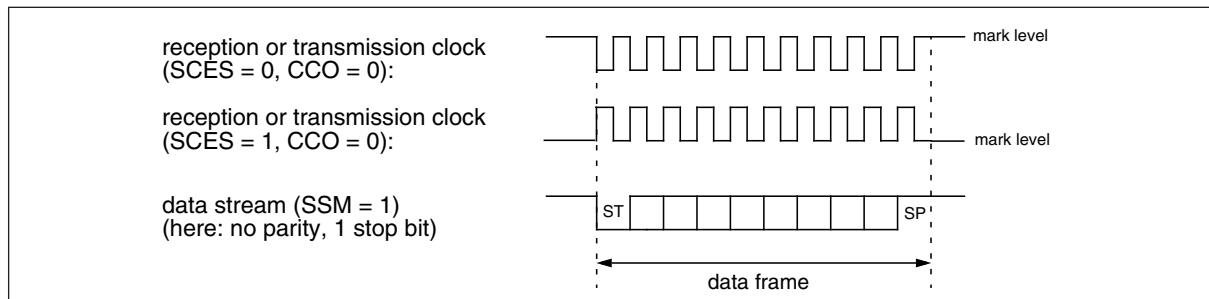 reception or transmission clock
(SCES = 0, CCO = 0):
mark level
reception or transmission clock
(SCES = 1, CCO = 0):
mark level
data stream (SSM = 1)
(here: no parity, 1 stop bit)
ST
SP
data frame